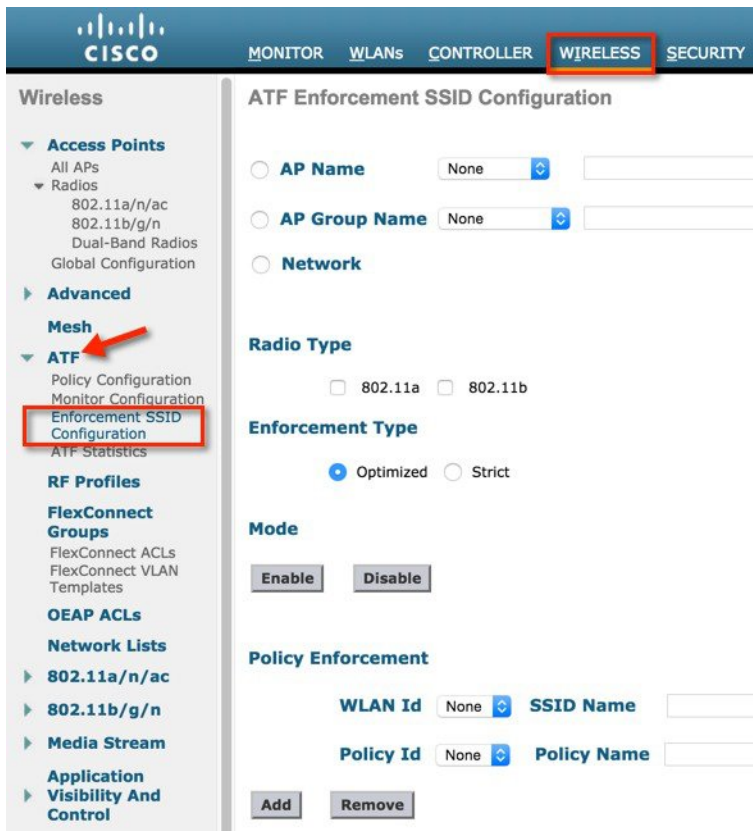 CISCO
MONITOR WLANs CONTROLLER WIRELESS SECURITY
Wireless
Access Points
All APs
Radios
802.11a/n/ac
802.11b/g/n
Dual-Band Radios
Global Configuration
Advanced
Mesh
ATF
Policy Configuration
Monitor Configuration
Enforcement SSID
Configuration
ATF Statistics
RF Profiles
FlexConnect
Groups
FlexConnect ACLs
FlexConnect VLAN
Templates
OEAP ACLs
Network Lists
802.11a/n/ac
802.11b/g/n
Media Stream
Application
Visibility And
Control
ATF Enforcement SSID Configuration
AP Name None
AP Group Name None
Network
Radio Type
802.11a 802.11b
Enforcement Type
Optimized Strict
Mode
Enable Disable
Policy Enforcement
WLAN Id None SSID Name
Policy Id None Policy Name
Add Remove